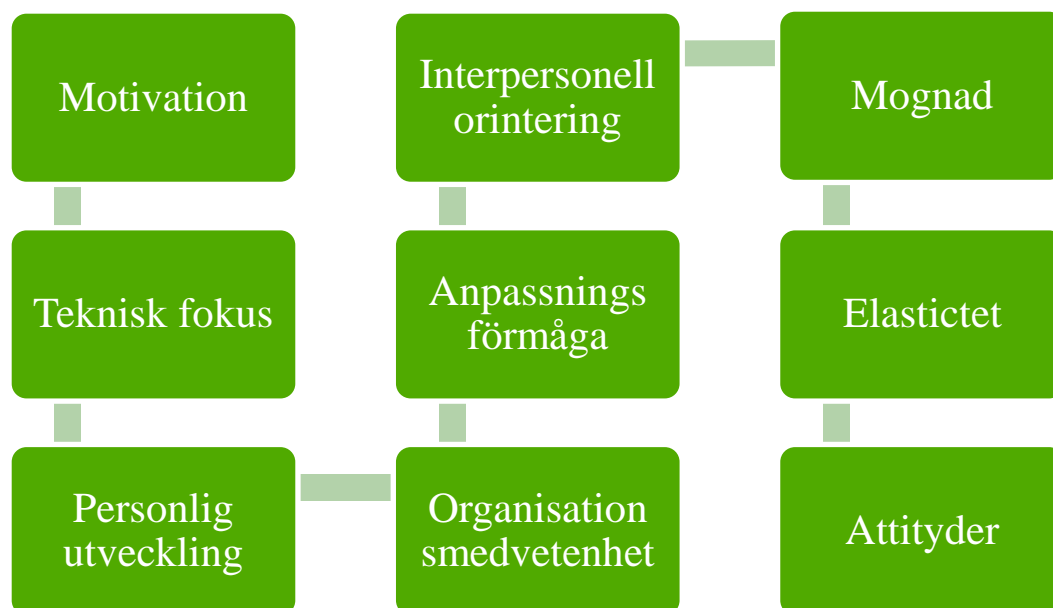 Motivation
Teknisk fokus
Personlig
utveckling
Organisation
smedvetenhet
Anpassnings
förmåga
Interpersonell
orintering
Mognad
Elastictet
Attityder